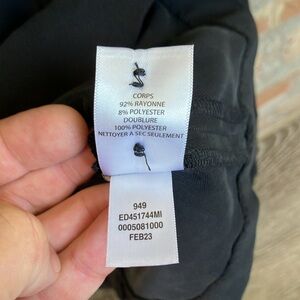 CORPS
92% RAYONNE
8% POLYESTER
DOUBLURE
100% POLYESTER
NETTOYER A SEC SEULEMENT
949
ED451744MI
0005081000
FEB23